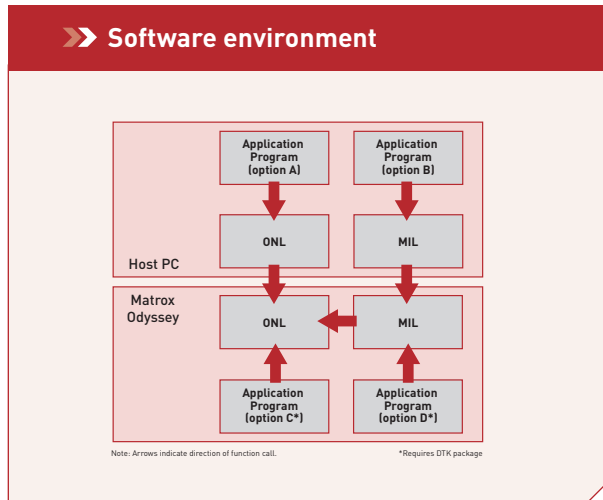 Software environment
Application
Program
(option A)
Application
Program
(option B)
ONL
MIL
Host PC
Matrox
Odyssey
ONL
MIL
Application
Program
(option C*)
Application
Program
(option D*)
Note: Arrows indicate direction of function call.
*Requires DTK package